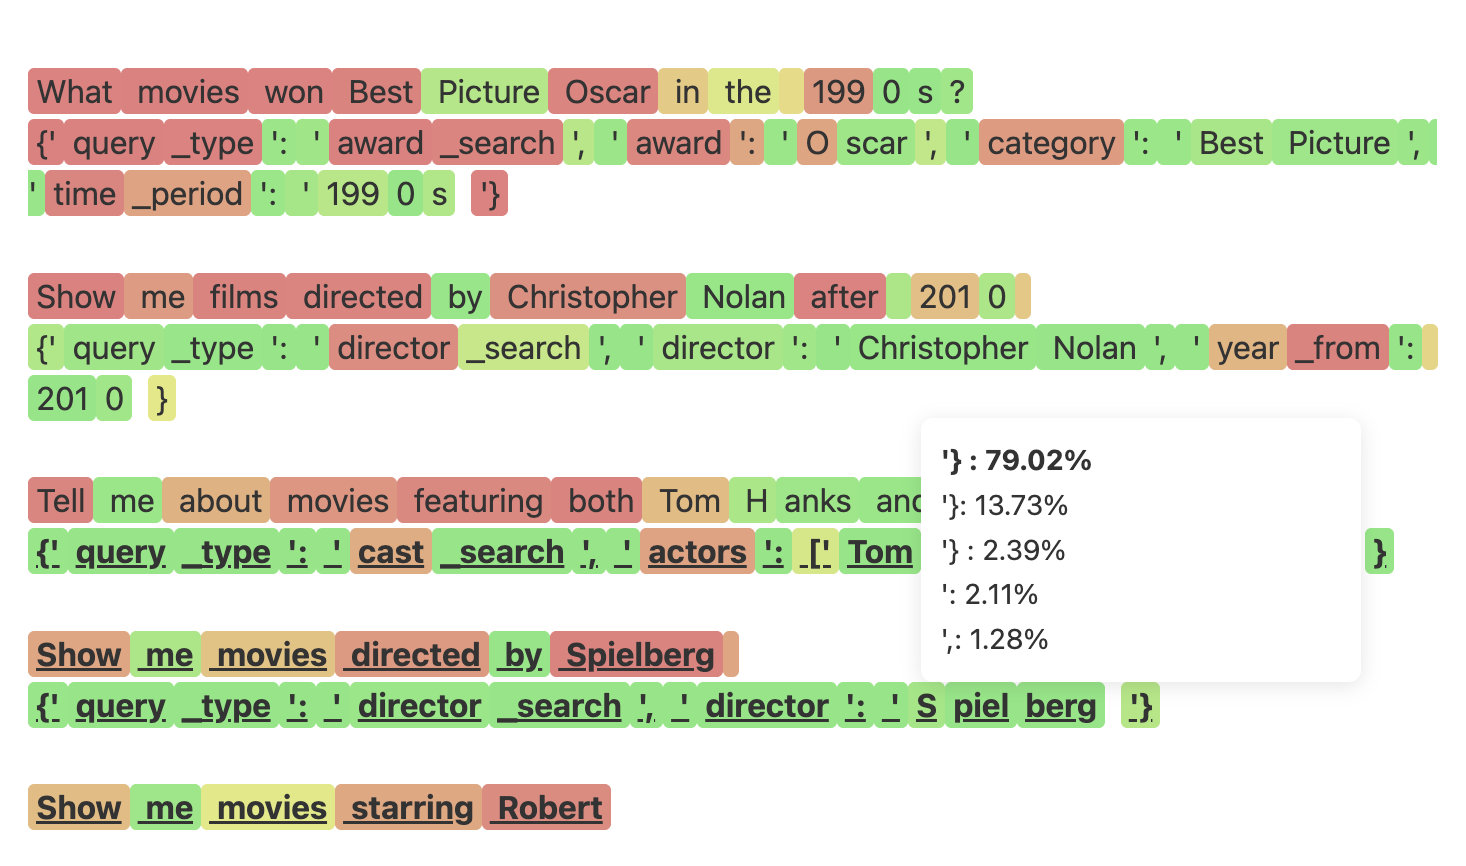 What movies won Best Picture Oscar in the 1990s?
{'query_type': 'award_search', 'award': 'Oscar', 'category': 'Best Picture',
'time_period': '1990s '}
Show me films directed by Christopher Nolan after 2010
{'query_type': 'director_search', 'director': 'Christopher Nolan', 'year_from':
2010 }
Tell me about movies featuring both Tom Hanks and
{'query_type': 'cast_search', 'actors': ['Tom }
'} : 79.02%
'}: 13.73%
'} : 2.39%
': 2.11%
',: 1.28%
Show me movies directed by Spielberg
{'query_type': 'director_search', 'director': 'Spielberg '}
Show me movies starring Robert